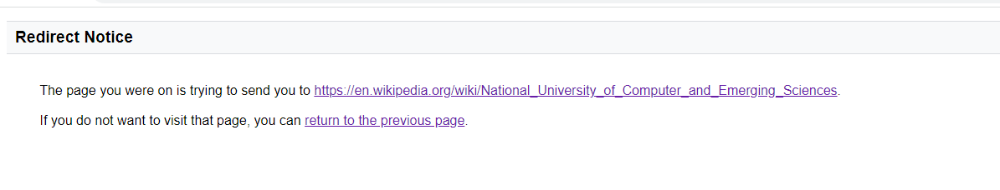 Redirect Notice
The page you were on is trying to send you to https://en.wikipedia.org/wiki/National_University_of_Computer_and_Emerging_Sciences.
If you do not want to visit that page, you can return to the previous page.